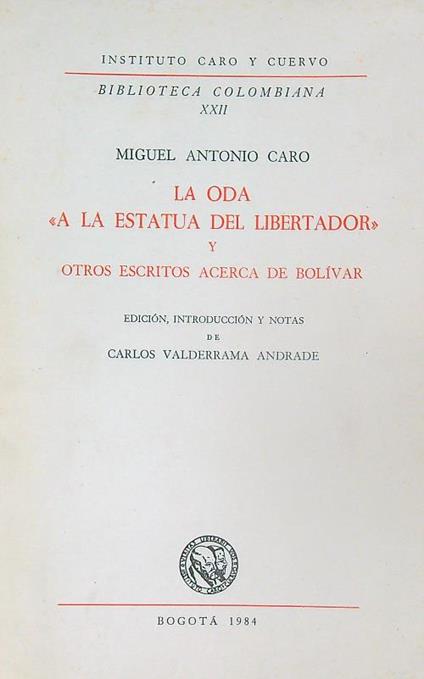 INSTITUTO CARO Y CUERVO
BIBLIOTECA COLOMBIANA
XXII
MIGUEL ANTONIO CARO
LA ODA
«A LA ESTATUA DEL LIBERTADOR»
Y
OTROS ESCRITOS ACERCA DE BOLÍVAR
EDICIÓN, INTRODUCCIÓN Y NOTAS
DE
CARLOS VALDERRAMA ANDRADE
BOGOTÁ 1984